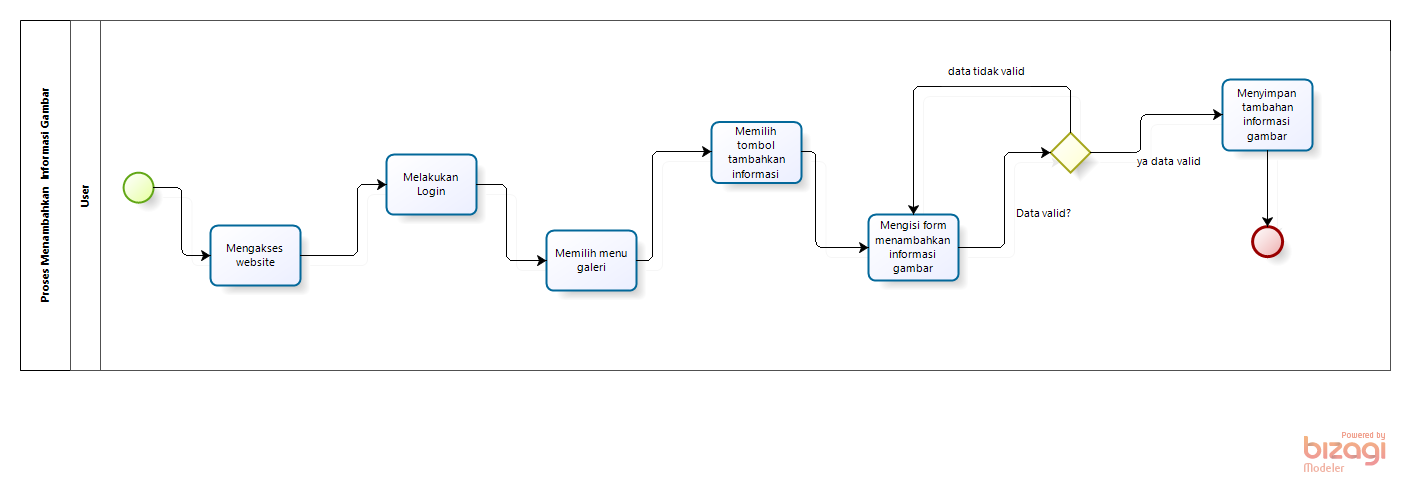 Proses Menambahkan Informasi Gambar
User
Mengakses
website
Melakukan
Login
Memilih menu
galeri
Memilih
tombol
tambahkan
informasi
Mengisi form
menambahkan
informasi
gambar
Data valid?
data tidak valid
ya data valid
Menyimpan
tambahan
informasi
gambar
Powered by
bizagi
Modeler